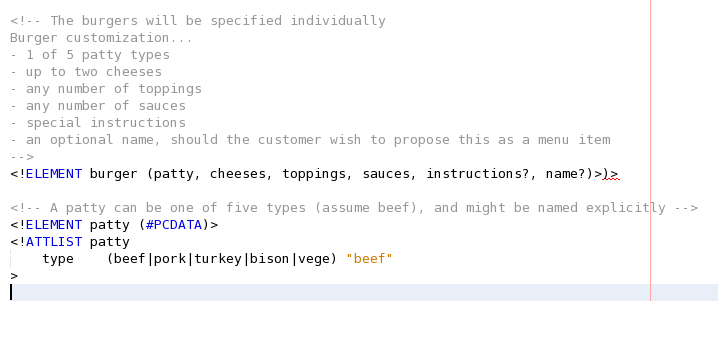 <!-- The burgers will be specified individually
Burger customization...
- 1 of 5 patty types
- up to two cheeses
- any number of toppings
- any number of sauces
- special instructions
- an optional name, should the customer wish to propose this as a menu item
-->
<!ELEMENT burger (patty, cheeses, toppings, sauces, instructions?, name?)>)>
<!-- A patty can be one of five types (assume beef), and might be named explicitly -->
<!ELEMENT patty (#PCDATA)>
<!ATTLIST patty
    type    (beef|pork|turkey|bison|vege) "beef"
>